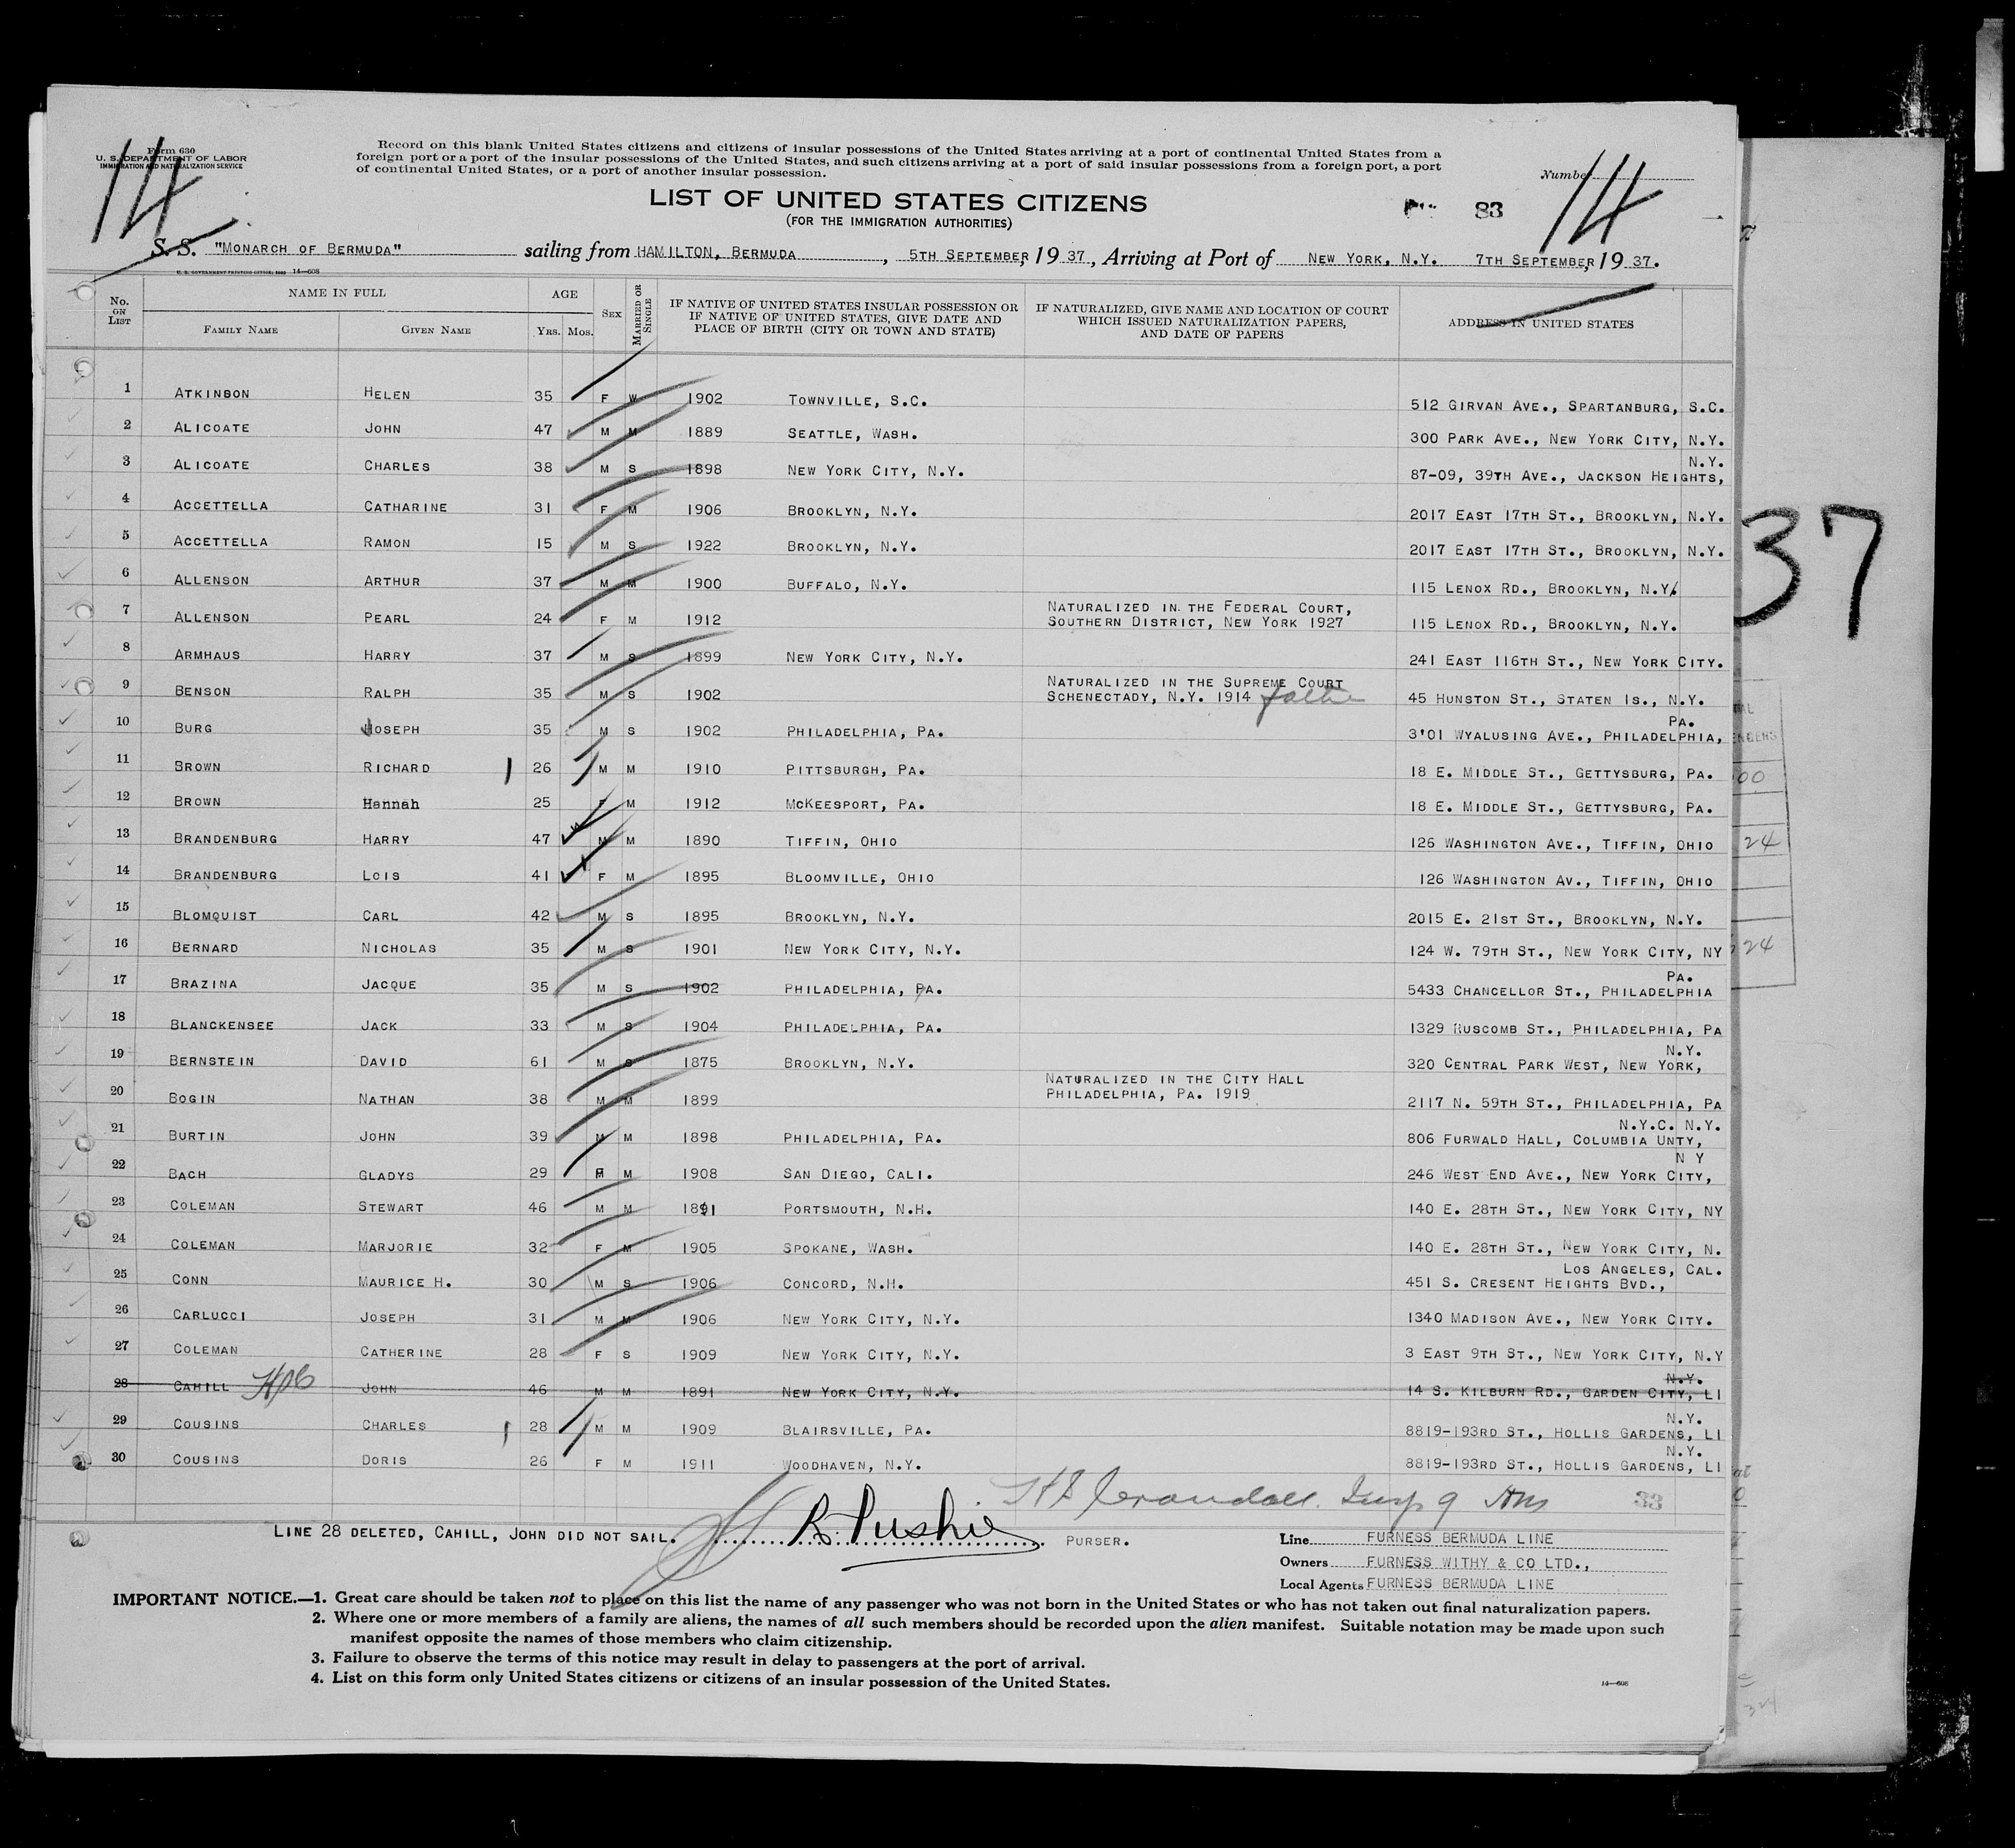 Form 630
U. S. DEPARTMENT OF LABOR
IMMIGRATION AND NATURALIZATION SERVICE
14
Record on this blank United States citizens and citizens of insular possessions of the United States arriving at a port of continental United States from a
foreign port or a port of the insular possessions of the United States, and such citizens arriving at a port of said insular possessions from a foreign port, a port
of continental United States, or a port of another insular possession.
Number
14
LIST OF UNITED STATES CITIZENS
(FOR THE IMMIGRATION AUTHORITIES)
83
S. S. "MONARCH OF BERMUDA" sailing from HAMILTON, BERMUDA, 5TH SEPTEMBER, 1937, Arriving at Port of NEW YORK, N.Y. 7TH SEPTEMBER, 1937.
U. S. GOVERNMENT PRINTING OFFICE 14—608
No. ON LIST NAME IN FULL FAMILY NAME GIVEN NAME AGE YRS. MOS. SEX MARRIED OR SINGLE IF NATIVE OF UNITED STATES INSULAR POSSESSION OR IF NATIVE OF UNITED STATES, GIVE DATE AND PLACE OF BIRTH (CITY OR TOWN AND STATE) IF NATURALIZED, GIVE NAME AND LOCATION OF COURT WHICH ISSUED NATURALIZATION PAPERS, AND DATE OF PAPERS ADDRESS IN UNITED STATES
1 ATKINSON HELEN 35 F W 1902 TOWNVILLE, S.C. 512 GIRVAN AVE., SPARTANBURG, S.C.
2 ALICOATE JOHN 47 M M 1889 SEATTLE, WASH. 300 PARK AVE., NEW YORK CITY, N.Y.
3 ALICOATE CHARLES 38 M S 1898 NEW YORK CITY, N.Y. 87-09, 39TH AVE., JACKSON HEIGHTS, N.Y.
4 ACCETTELLA CATHARINE 31 F M 1906 BROOKLYN, N.Y. 2017 EAST 17TH ST., BROOKLYN, N.Y.
5 ACCETTELLA RAMON 15 M S 1922 BROOKLYN, N.Y. 2017 EAST 17TH ST., BROOKLYN, N.Y.
6 ALLENSON ARTHUR 37 M M 1900 BUFFALO, N.Y. 115 LENOX RD., BROOKLYN, N.Y.
7 ALLENSON PEARL 24 F M 1912 NATURALIZED IN THE FEDERAL COURT, SOUTHERN DISTRICT, NEW YORK 1927 115 LENOX RD., BROOKLYN, N.Y.
8 ARMHAUS HARRY 37 M S 1899 NEW YORK CITY, N.Y. 241 EAST 116TH ST., NEW YORK CITY.
9 BENSON RALPH 35 M S 1902 NATURALIZED IN THE SUPREME COURT SCHENECTADY, N.Y. 1914 45 HUNSTON ST., STATEN IS., N.Y.
10 BURG JOSEPH 35 M S 1902 PHILADELPHIA, PA. 3'01 WYALUSING AVE., PHILADELPHIA, PA.
11 BROWN RICHARD 26 M M 1910 PITTSBURGH, PA. 18 E. MIDDLE ST., GETTYSBURG, PA.
12 BROWN Hannah 25 F M 1912 MCKEESPORT, PA. 18 E. MIDDLE ST., GETTYSBURG, PA.
13 BRANDENBURG HARRY 47 M M 1890 TIFFIN, OHIO 126 WASHINGTON AVE., TIFFIN, OHIO
14 BRANDENBURG LOIS 41 F M 1895 BLOOMVILLE, OHIO 126 WASHINGTON AV., TIFFIN, OHIO
15 BLOMQUIST CARL 42 M S 1895 BROOKLYN, N.Y. 2015 E. 21ST ST., BROOKLYN, N.Y.
16 BERNARD NICHOLAS 35 M S 1901 NEW YORK CITY, N.Y. 124 W. 79TH ST., NEW YORK CITY, NY
17 BRAZINA JACQUE 35 M S 1902 PHILADELPHIA, PA. 5433 CHANCELLOR ST., PHILADELPHIA PA.
18 BLANCKENSEE JACK 33 M S 1904 PHILADELPHIA, PA. 1329 RUSCOMB ST., PHILADELPHIA, PA
19 BERNSTEIN DAVID 61 M S 1875 BROOKLYN, N.Y. 320 CENTRAL PARK WEST, NEW YORK, N.Y.
20 BOGIN NATHAN 38 M M 1899 NATURALIZED IN THE CITY HALL PHILADELPHIA, PA. 1919 2117 N. 59TH ST., PHILADELPHIA, PA
21 BURTIN JOHN 39 M M 1898 PHILADELPHIA, PA. 806 FURWALD HALL, COLUMBIA UNTY, N.Y.C. N.Y.
22 BACH GLADYS 29 F M 1908 SAN DIEGO, CALI. 246 WEST END AVE., NEW YORK CITY, N Y
23 COLEMAN STEWART 46 M M 1891 PORTSMOUTH, N.H. 140 E. 28TH ST., NEW YORK CITY, NY
24 COLEMAN MARJORIE 32 F M 1905 SPOKANE, WASH. 140 E. 28TH ST., NEW YORK CITY, N.
25 CONN MAURICE H. 30 M S 1906 CONCORD, N.H. 451 S. CRESENT HEIGHTS BVD., LOS ANGELES, CAL.
26 CARLUCCI JOSEPH 31 M M 1906 NEW YORK CITY, N.Y. 1340 MADISON AVE., NEW YORK CITY.
27 COLEMAN CATHERINE 28 F S 1909 NEW YORK CITY, N.Y. 3 EAST 9TH ST., NEW YORK CITY, N.Y
28 CAHILL JOHN 46 M M 1891 NEW YORK CITY, N.Y. 14 S. KILBURN RD., GARDEN CITY, LI N.Y.
29 COUSINS CHARLES 28 M M 1909 BLAIRSVILLE, PA. 8819-193RD ST., HOLLIS GARDENS, LI N.Y.
30 COUSINS DORIS 26 F M 1911 WOODHAVEN, N.Y. 8819-193RD ST., HOLLIS GARDENS, LI N.Y.
33
LINE 28 DELETED, CAHILL, JOHN DID NOT SAIL. PURSER.
Line FURNESS BERMUDA LINE
Owners FURNESS WITHY & CO LTD.,
Local Agents FURNESS BERMUDA LINE
IMPORTANT NOTICE.—1. Great care should be taken not to place on this list the name of any passenger who was not born in the United States or who has not taken out final naturalization papers.
2. Where one or more members of a family are aliens, the names of all such members should be recorded upon the alien manifest. Suitable notation may be made upon such
manifest opposite the names of those members who claim citizenship.
3. Failure to observe the terms of this notice may result in delay to passengers at the port of arrival.
4. List on this form only United States citizens or citizens of an insular possession of the United States.
14—608
37
24
24